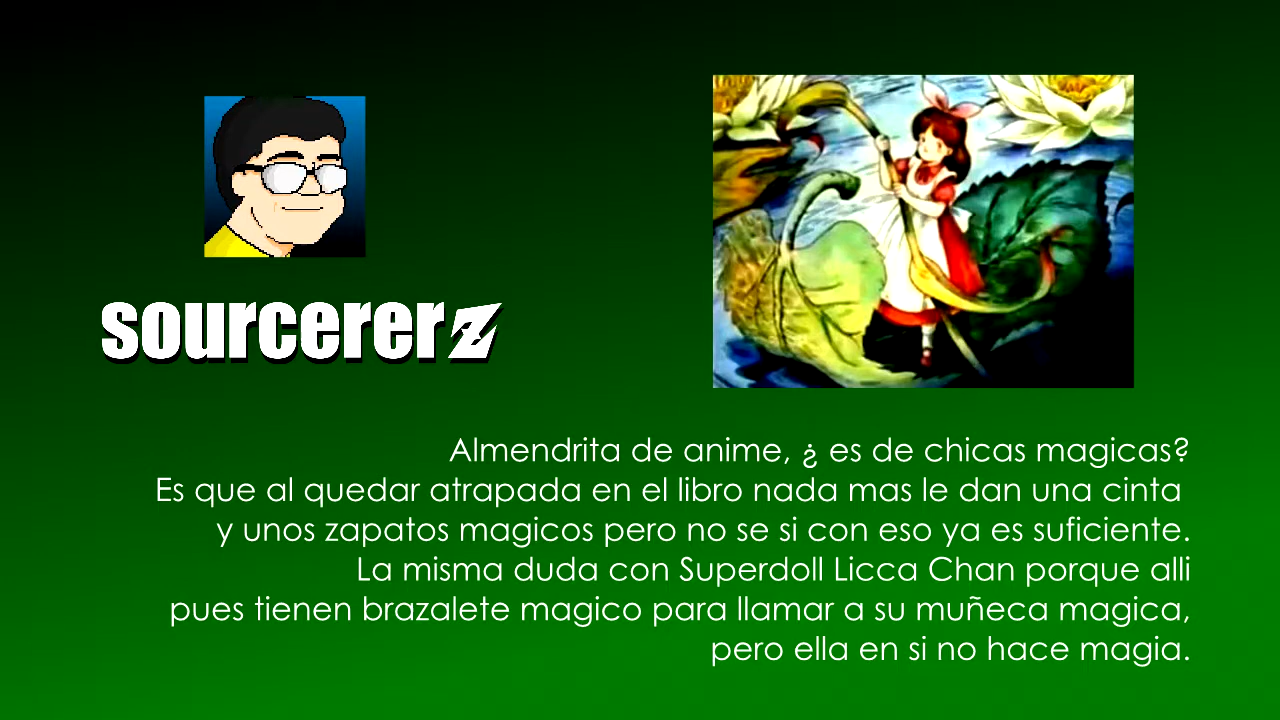 sourcererz
Almendrita de anime, ¿ es de chicas magicas?
Es que al quedar atrapada en el libro nada mas le dan una cinta
y unos zapatos magicos pero no se si con eso ya es suficiente.
La misma duda con Superdoll Licca Chan porque alli
pues tienen brazalete magico para llamar a su muñeca magica,
pero ella en si no hace magia.